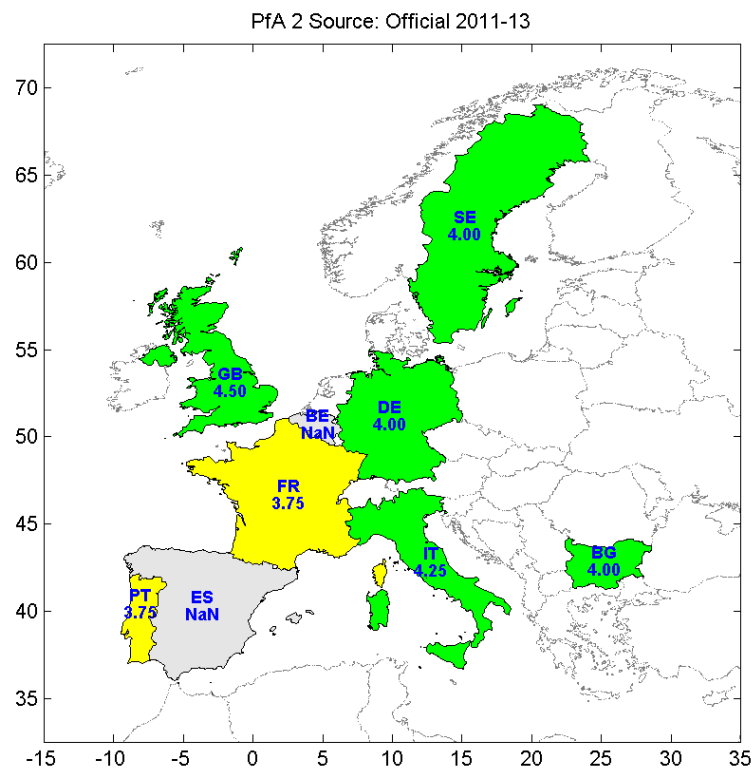 PfA 2 Source: Official 2011-13
70
65
60
55
50
45
40
35
SE
4.00
GB
4.50
BE
NaN
DE
4.00
FR
3.75
IT
4.25
BG
4.00
PT
3.75
ES
NaN
-15 -10 -5 0 5 10 15 20 25 30 35